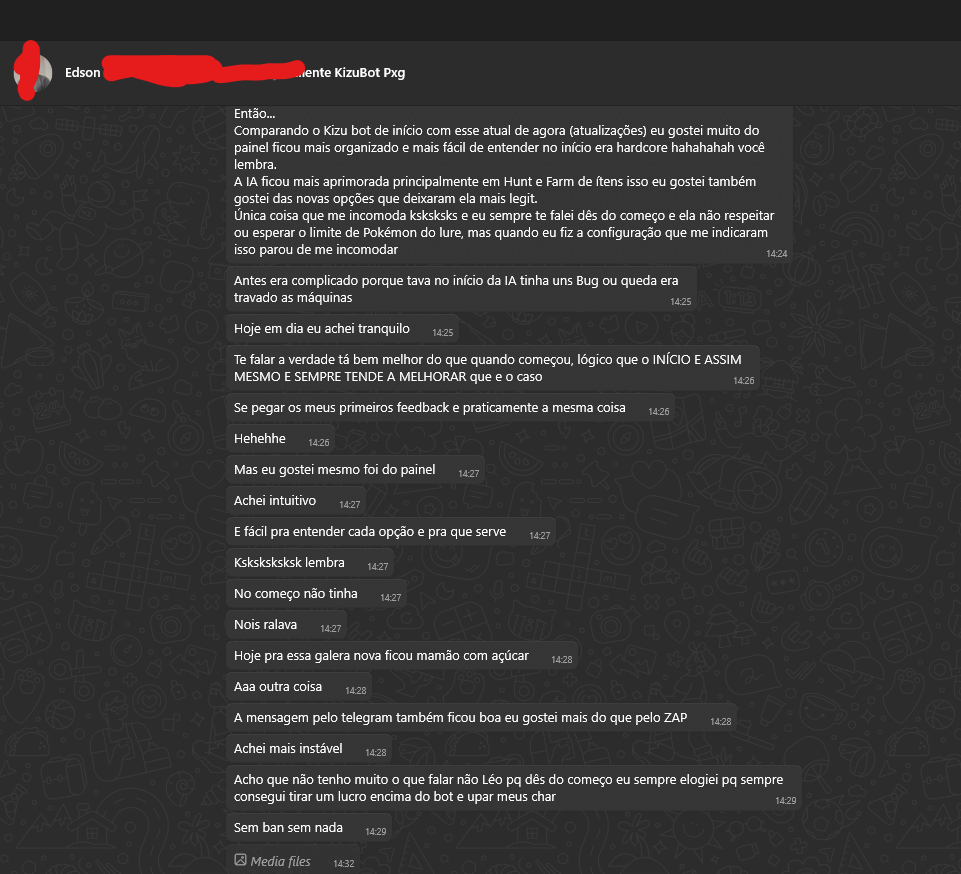 Edson
ente KizuBot Pxg
Então...
Comparando o Kizu bot de início com esse atual de agora (atualizações) eu gostei muito do
painel ficou mais organizado e mais fácil de entender no início era hardcore hahahahah você
lembra.
A IA ficou mais aprimorada principalmente em Hunt e Farm de ítens isso eu gostei também
gostei das novas opções que deixaram ela mais legit.
Única coisa que me incomoda ksksksks e eu sempre te falei dês do começo e ela não respeitar
ou esperar o limite de Pokémon do lure, mas quando eu fiz a configuração que me indicaram
isso parou de me incomodar
14:24
Antes era complicado porque tava no início da IA tinha uns Bug ou queda era
travado as máquinas
14:25
Hoje em dia eu achei tranquilo 14:25
Te falar a verdade tá bem melhor do que quando começou, lógico que o INÍCIO E ASSIM
MESMO E SEMPRE TENDE A MELHORAR que e o caso
14:26
Se pegar os meus primeiros feedback e praticamente a mesma coisa 14:26
Hehehhe 14:26
Mas eu gostei mesmo foi do painel 14:27
Achei intuitivo 14:27
E fácil pra entender cada opção e pra que serve 14:27
Ksksksksksk lembra 14:27
No começo não tinha 14:27
Nois ralava 14:27
Hoje pra essa galera nova ficou mamão com açúcar 14:28
Aaa outra coisa 14:28
A mensagem pelo telegram também ficou boa eu gostei mais do que pelo ZAP 14:28
Achei mais instável 14:28
Acho que não tenho muito o que falar não Léo pq dês do começo eu sempre elogiei pq sempre
consegui tirar um lucro encima do bot e upar meus char
14:29
Sem ban sem nada 14:29
Media files 14:32